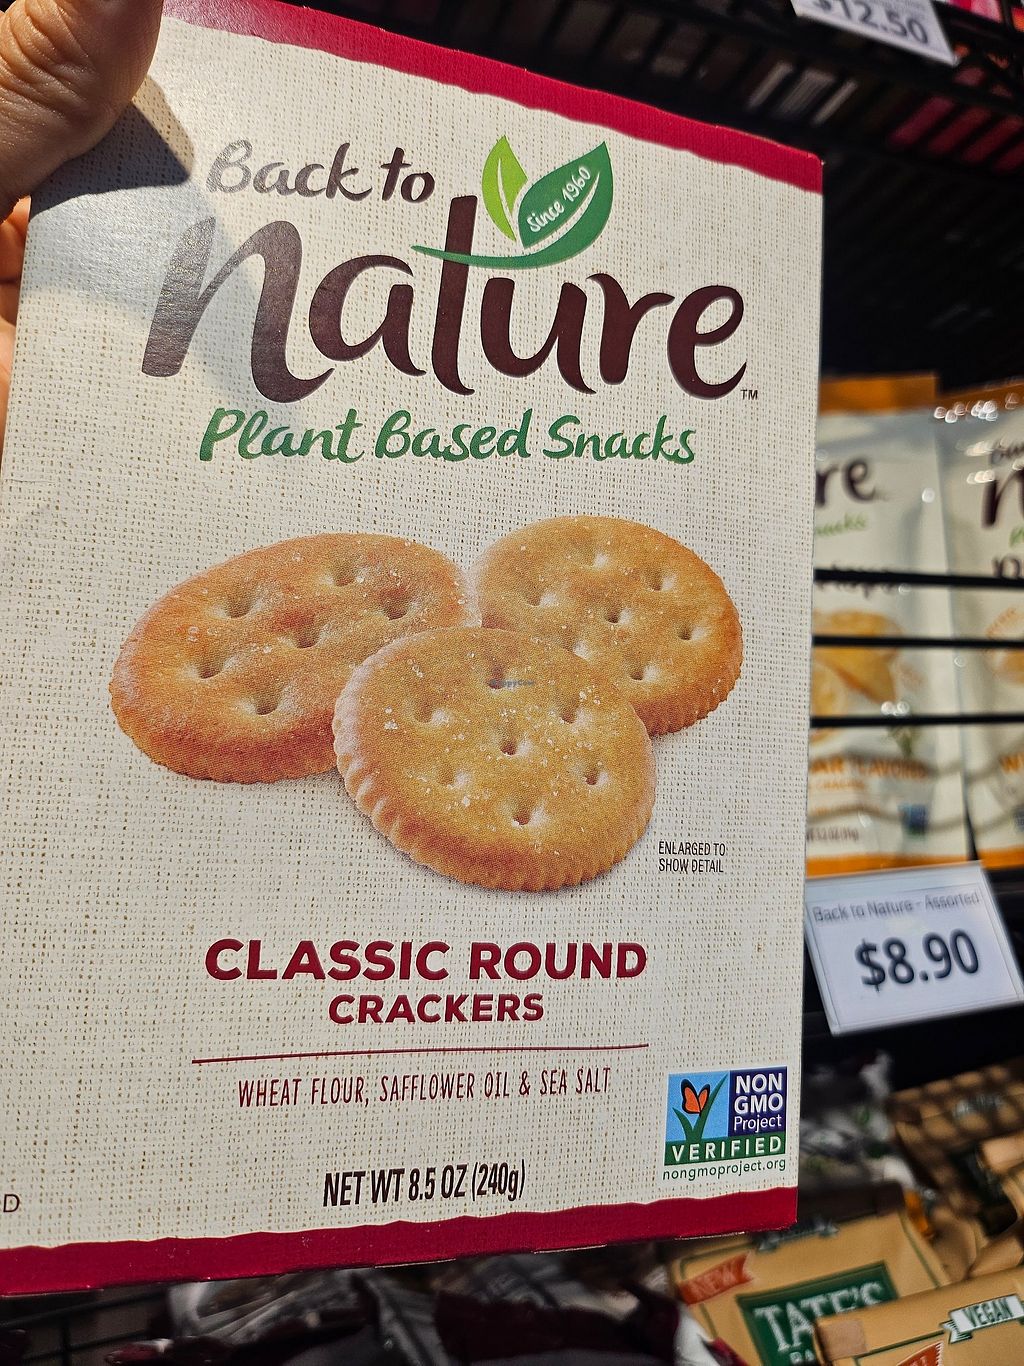 $12.50
Back to
nature™
Since 1960
Plant Based Snacks
ENLARGED TO
SHOW DETAIL
CLASSIC ROUND
CRACKERS
WHEAT FLOUR, SAFFLOWER OIL & SEA SALT
NON
GMO
Project
VERIFIED
nongmoproject.org
NET WT 8.5 OZ (240g)
D
re
Back to Nature - Assorted
$8.90
NEW
TATE'S
VEGAN